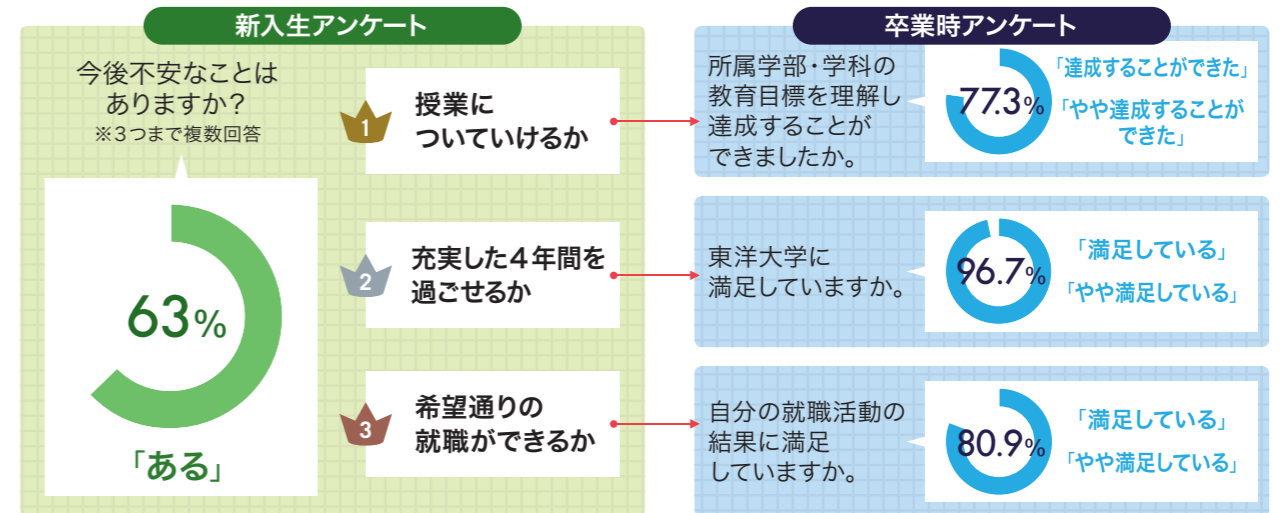 新入生アンケート
今後不安なことは
ありますか？
※3つまで複数回答
63%
「ある」
1
授業に
ついていけるか
2
充実した4年間を
過ごせるか
3
希望通りの
就職ができるか
卒業時アンケート
所属学部・学科の
教育目標を理解し
達成することが
できましたか。
77.3%
「達成することができた」
「やや達成することが
できた」
東洋大学に
満足していますか。
96.7%
「満足している」
「やや満足している」
自分の就職活動の
結果に満足
していますか。
80.9%
「満足している」
「やや満足している」